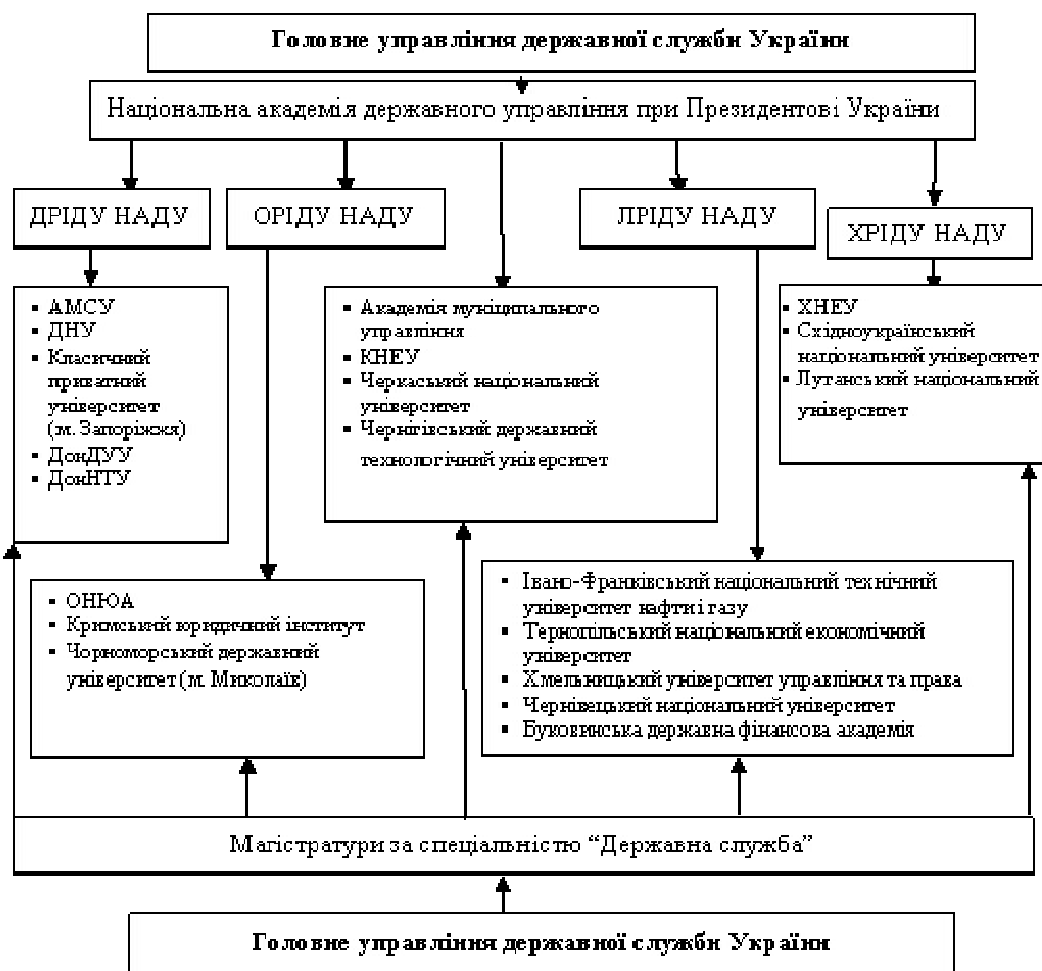 Головне управління державної служби України
Національна академія державного управління при Президентові України
ДРІДУ НАДУ
ОРІДУ НАДУ
ЛРІДУ НАДУ
ХРІДУ НАДУ
▪ АМСУ
▪ ДНУ
▪ Класичний
приватний
університет
(м. Запоріжжя)
▪ ДонДУУ
▪ ДонНТУ
▪ Академія муніципального
управління
▪ КНЕУ
▪ Черкаський національний
університет
▪ Чернігівський державний
технологічний університет
▪ ХНЕУ
▪ Східноукраїнський
національний університет
▪ Луганський національний
університет
▪ ОНЮА
▪ Кримський юридичний інститут
▪ Чорноморський державний
університет (м. Миколаїв)
▪ Івано-Франківський національний технічний
університет нафти і газу
▪ Тернопільський національний економічний
університет
▪ Хмельницький університет управління та права
▪ Чернівецький національний університет
▪ Буковинська державна фінансова академія
Магістратури за спеціальністю “Державна служба”
Головне управління державної служби України